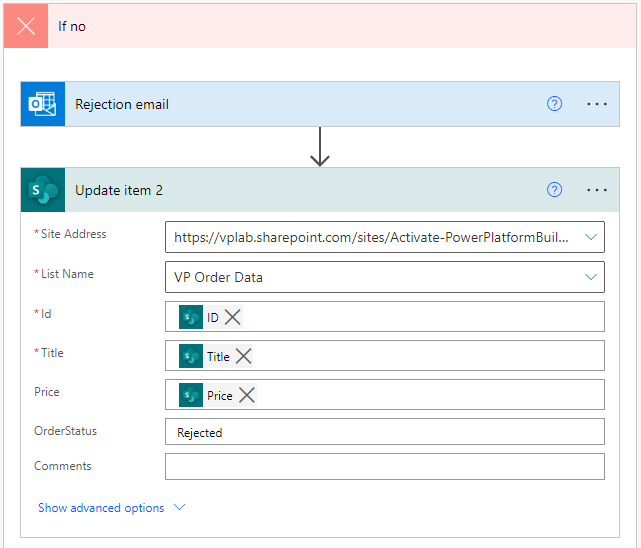 If no
Rejection email
?
Update item 2
?
* Site Address
https://vplab.sharepoint.com/sites/Activate-PowerPlatformBuil...
* List Name
VP Order Data
* Id
S ID
* Title
S Title
Price
S Price
OrderStatus
Rejected
Comments
Show advanced options